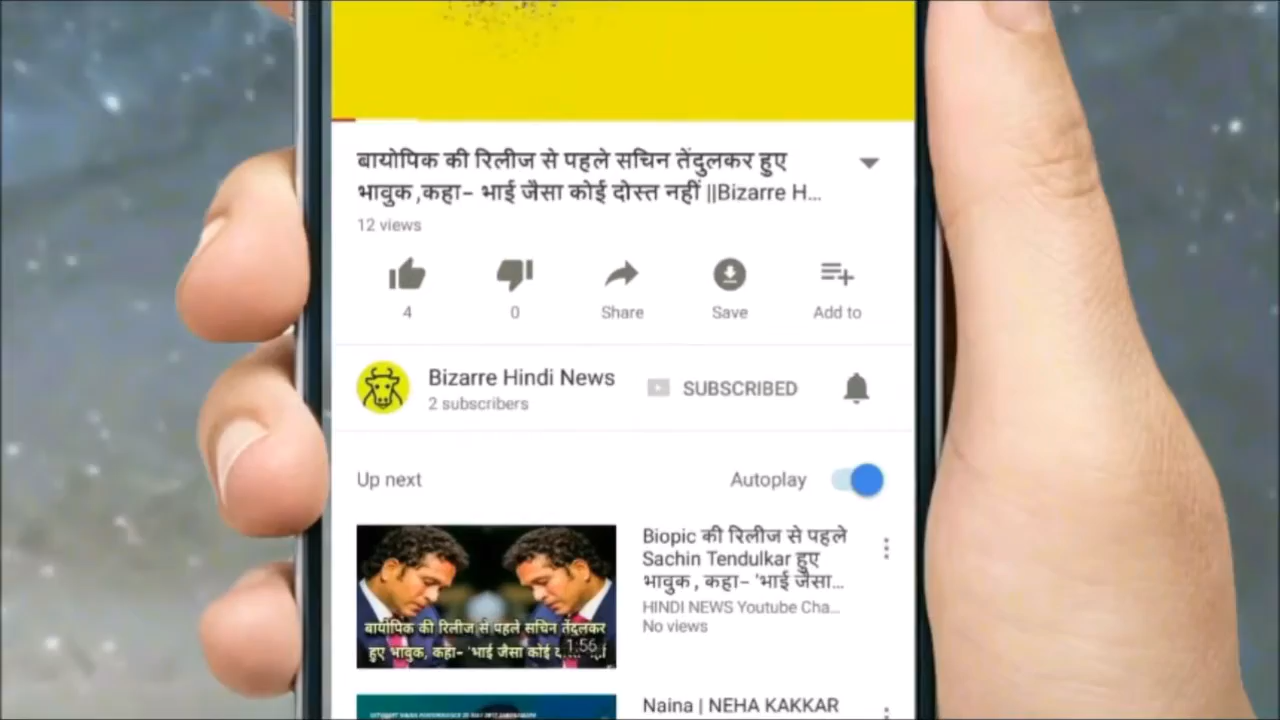 बायोपिक की रिलीज से पहले सचिन तेंदुलकर हुए
भावुक ,कहा- भाई जैसा कोई दोस्त नहीं ||Bizarre H...
12 views
4
0
Share
Save
Add to
Bizarre Hindi News
2 subscribers
SUBSCRIBED
Up next
Autoplay
बायोपिक की रिलीज से पहले सचिन तेंदुलकर
हुए भावुक, कहा- 'भाई जैसा कोई
1:56
Biopic की रिलीज से पहले
Sachin Tendulkar हुए
भावुक , कहा- 'भाई जैसा...
HINDI NEWS Youtube Cha...
No views
Naina | NEHA KAKKAR